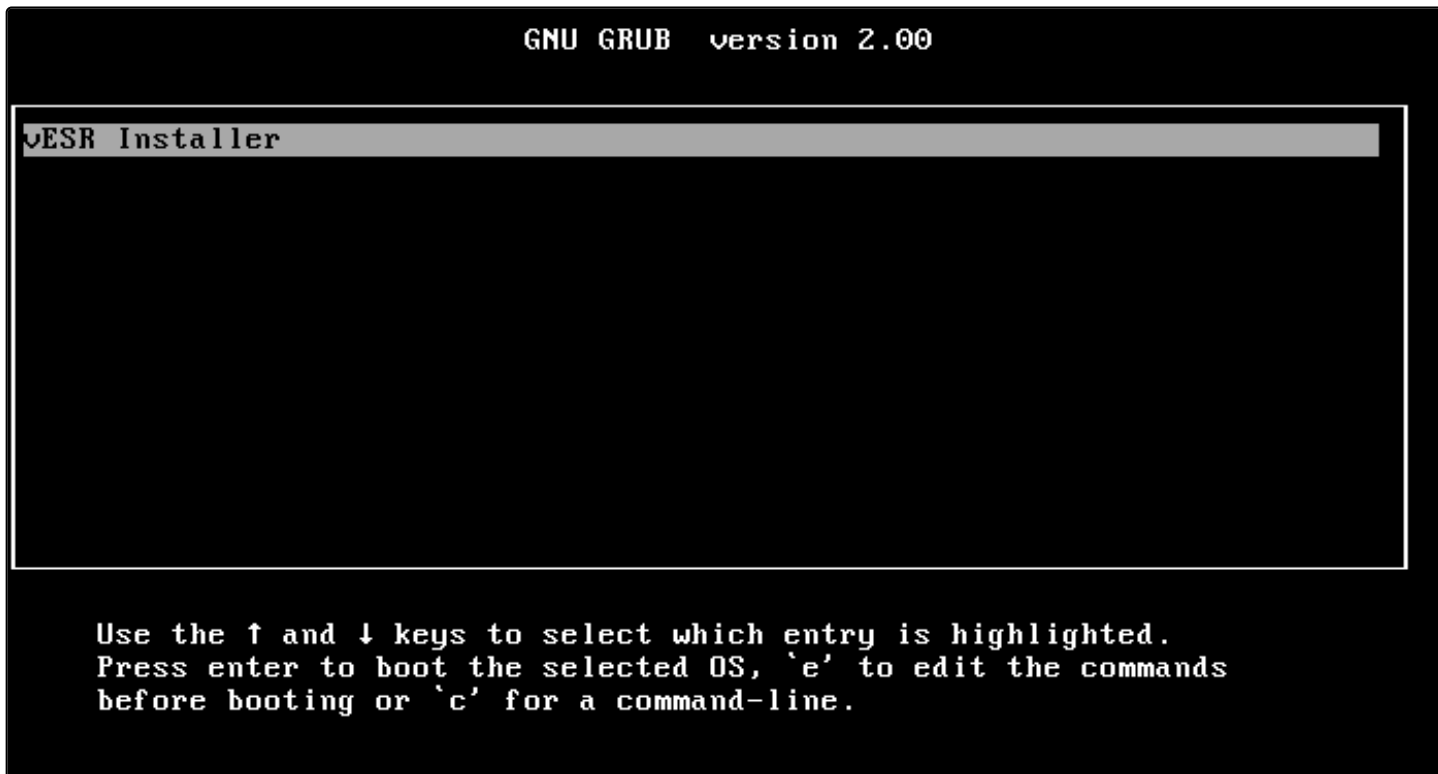 GNU GRUB  version 2.00
vESR Installer
Use the ↑ and ↓ keys to select which entry is highlighted.
Press enter to boot the selected OS, `e' to edit the commands
before booting or `c' for a command-line.